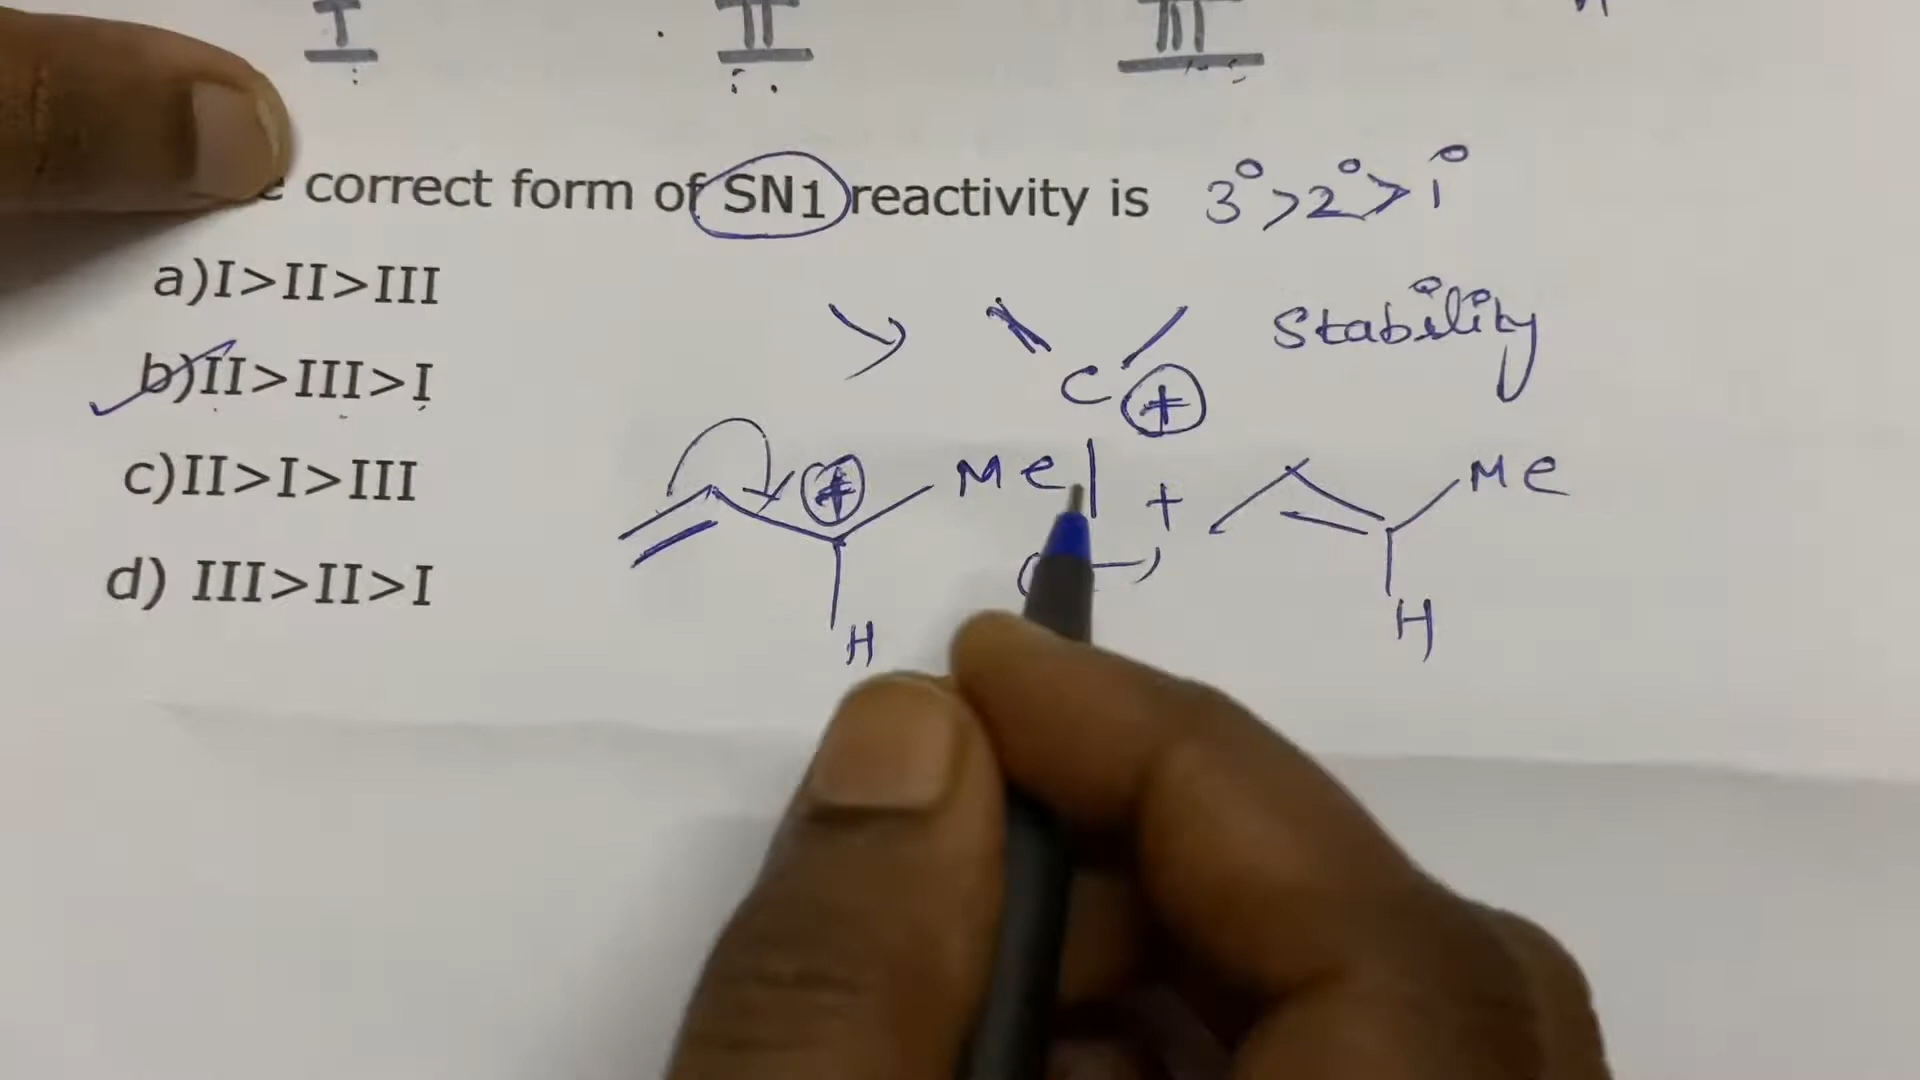 I II III
correct form of SN1 reactivity is 3°>2°>1°
a)I>II>III
Stability
b)II>III>I
C +
c)II>I>III
+ Me + Me
d) III>II>I
H H